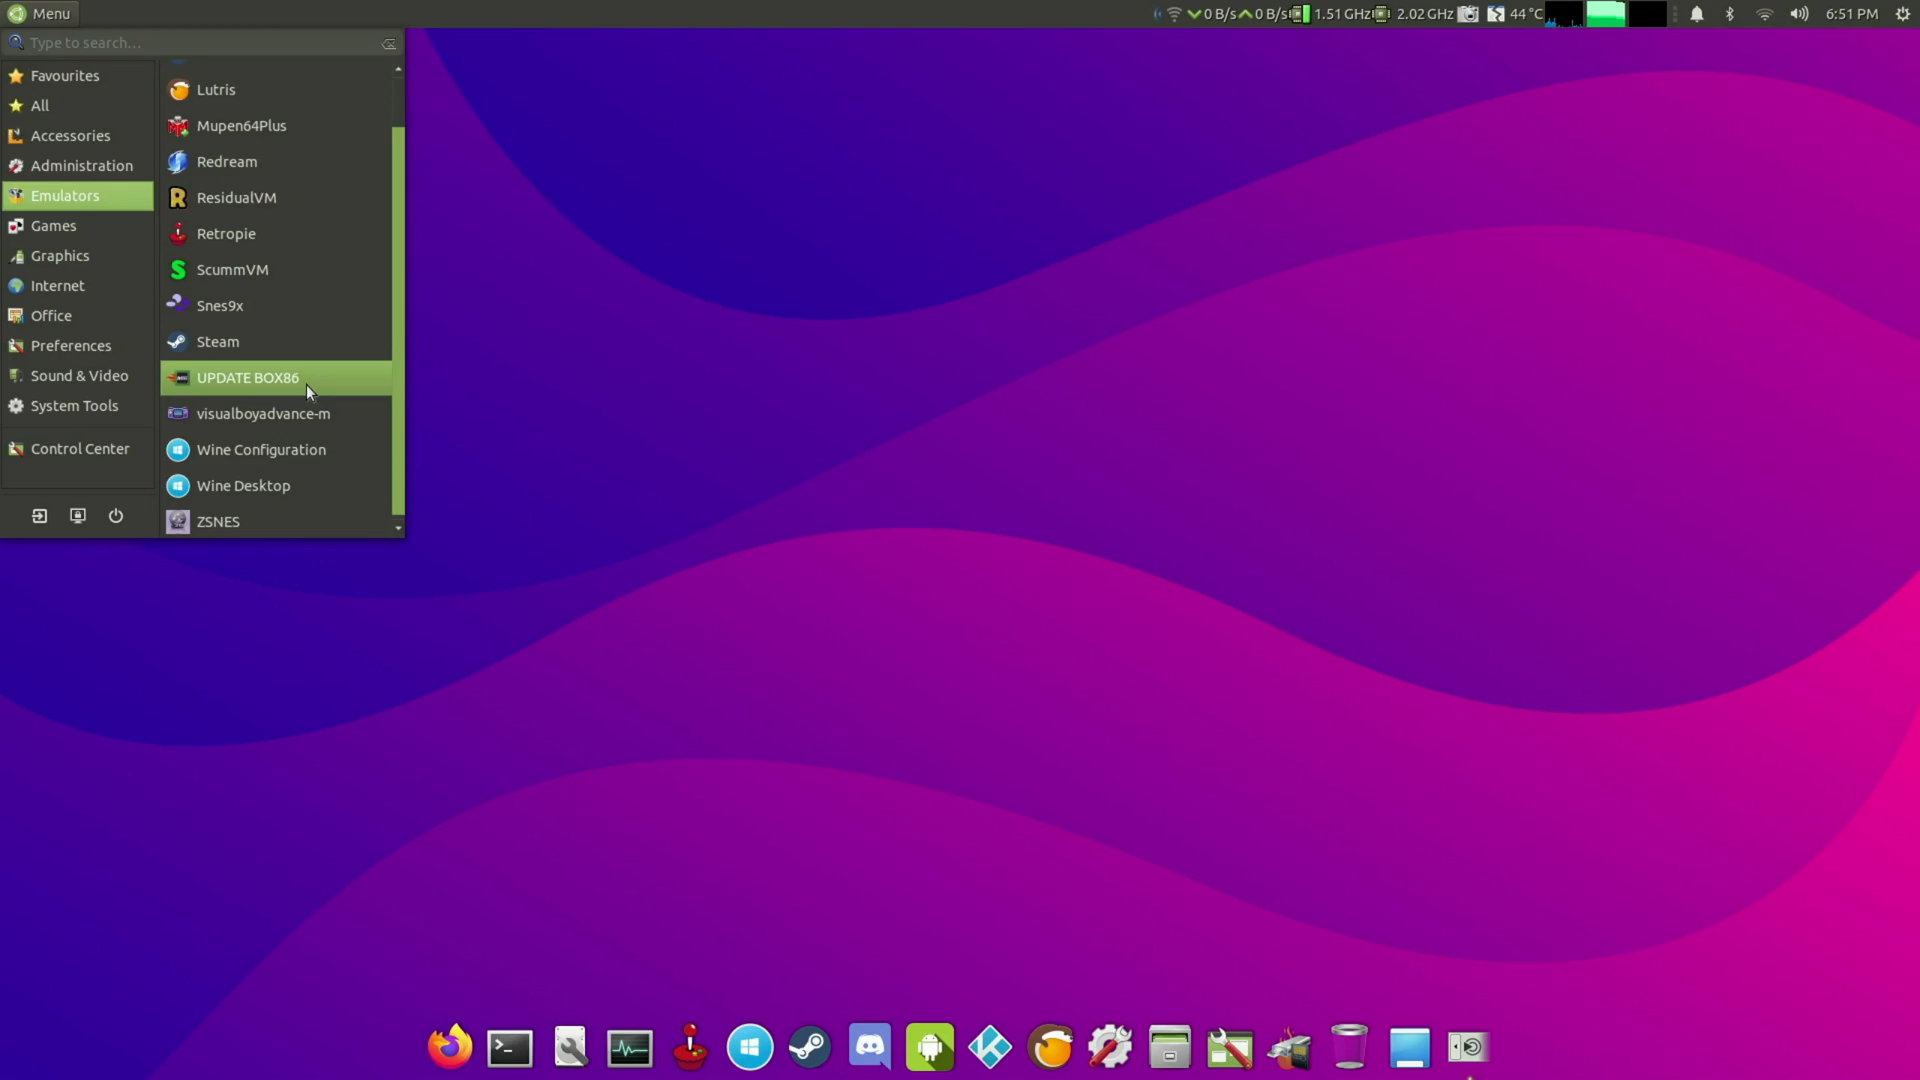 Menu
0 B/s 0 B/s 1.51 GHz 2.02 GHz 44 °C 6:51 PM
Type to search...
Favourites
All
Accessories
Administration
Emulators
Games
Graphics
Internet
Office
Preferences
Sound & Video
System Tools
Control Center
Lutris
Mupen64Plus
Redream
ResidualVM
Retropie
ScummVM
Snes9x
Steam
UPDATE BOX86
visualboyadvance-m
Wine Configuration
Wine Desktop
ZSNES